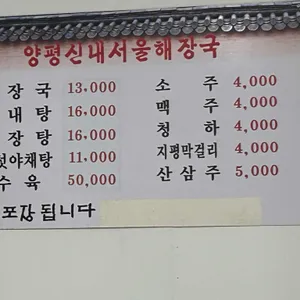 양평신내서울해장국
장국 13,000
내탕 16,000
장탕 16,000
섯야채탕 11,000
수육 50,000
소주 4,000
맥주 4,000
청하 4,000
지평막걸리 4,000
산삼주 5,000
포장 됩니다